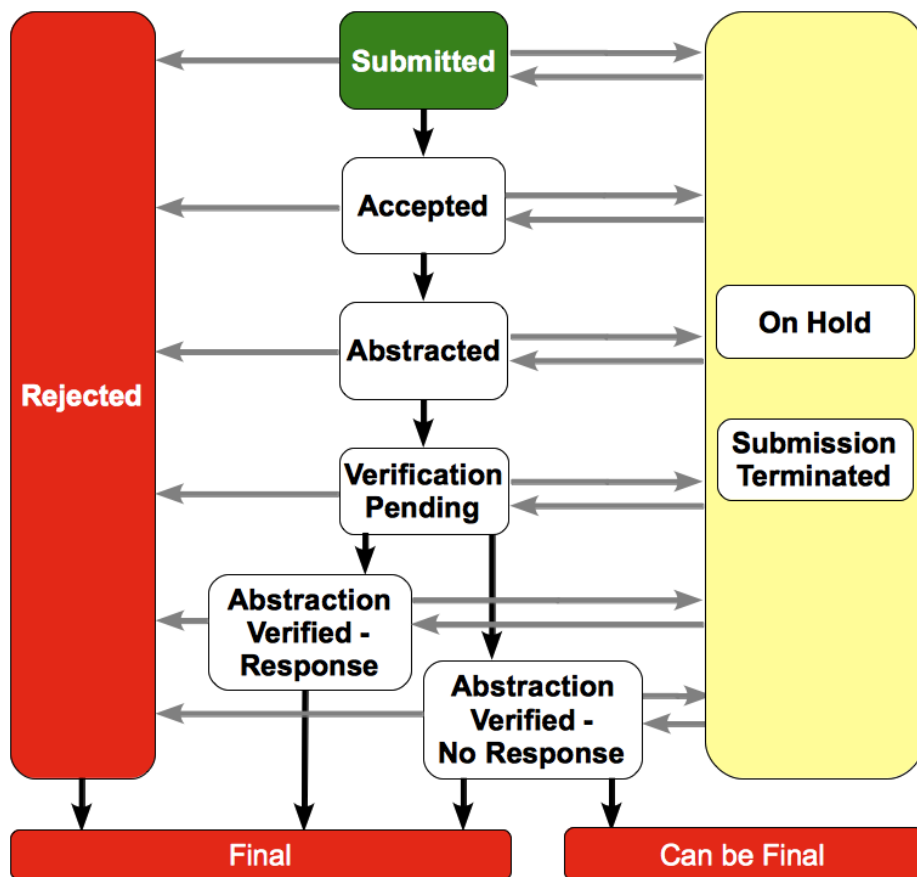 Submitted
Accepted
On Hold
Abstracted
Rejected
Submission
Terminated
Verification
Pending
Abstraction
Verified -
Response
Abstraction
Verified -
No Response
Final
Can be Final